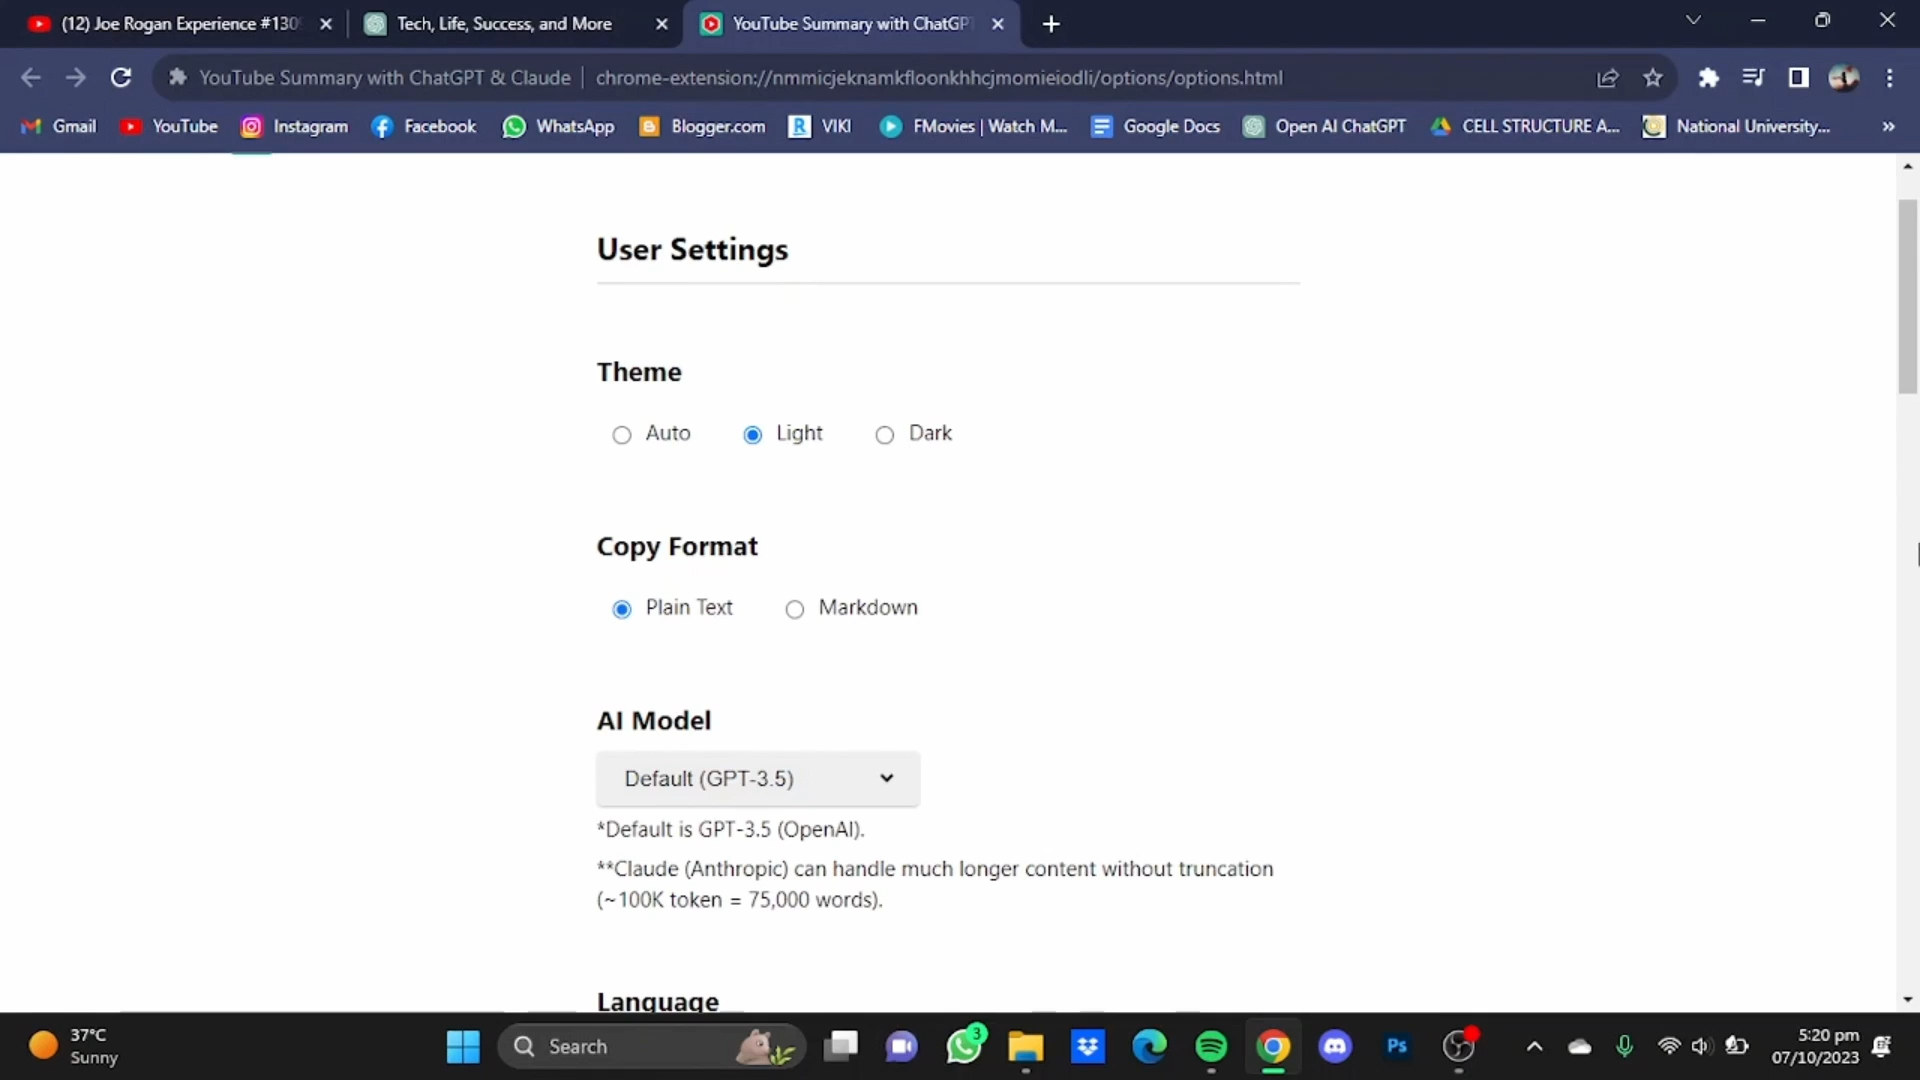 (12) Joe Rogan Experience #130
Tech, Life, Success, and More
YouTube Summary with ChatGP
YouTube Summary with ChatGPT & Claude
chrome-extension://nmmicjeknamkfloonkhhcjmomieiodli/options/options.html
Gmail
YouTube
Instagram
Facebook
WhatsApp
Blogger.com
VIKI
FMovies | Watch M...
Google Docs
Open AI ChatGPT
CELL STRUCTURE A...
National University...
»
User Settings
Theme
Auto
Light
Dark
Copy Format
Plain Text
Markdown
AI Model
Default (GPT-3.5)
*Default is GPT-3.5 (OpenAI).
**Claude (Anthropic) can handle much longer content without truncation
(~100K token = 75,000 words).
Language
37°C
Sunny
Search
3
Ps
5:20 pm
07/10/2023